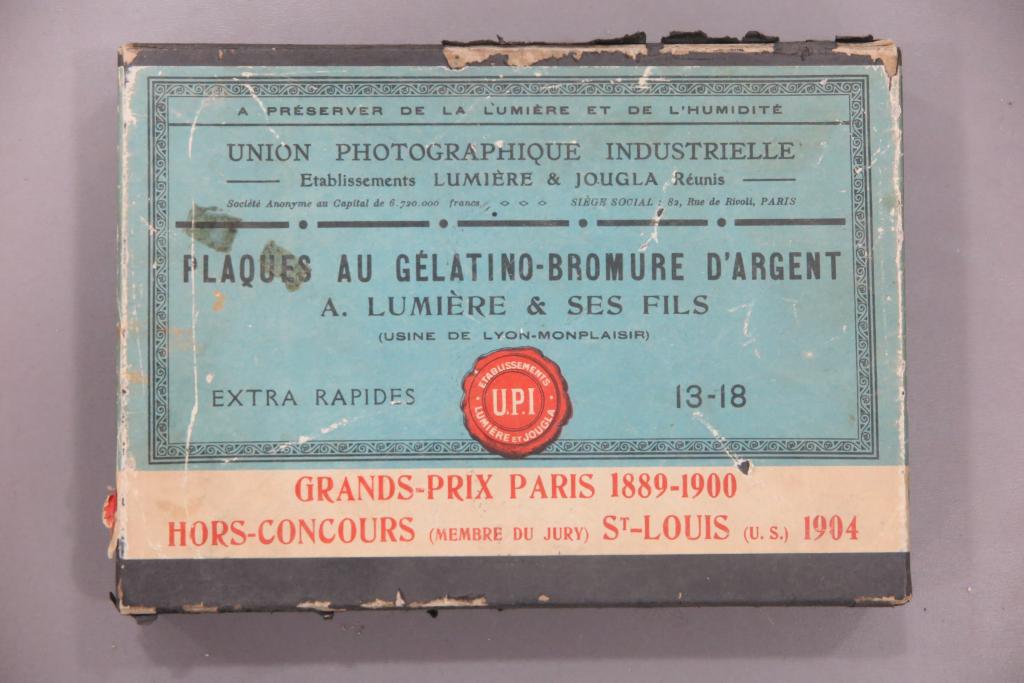 A PRÉSERVER DE LA LUMIÈRE ET DE L'HUMIDITÉ
UNION PHOTOGRAPHIQUE INDUSTRIELLE
Etablissements LUMIÈRE & JOUGLA Réunis
Société Anonyme au Capital de 6.720.000 francs SIÈGE SOCIAL : 82, Rue de Rivoli, PARIS
PLAQUES AU GÉLATINO-BROMURE D'ARGENT
A. LUMIÈRE & SES FILS
(USINE DE LYON-MONPLAISIR)
ETABLISSEMENTS
U.P.I
LUMIÈRE ET JOUGLA
EXTRA RAPIDES 13-18
GRANDS-PRIX PARIS 1889-1900
HORS-CONCOURS (MEMBRE DU JURY) ST-LOUIS (U.S.) 1904